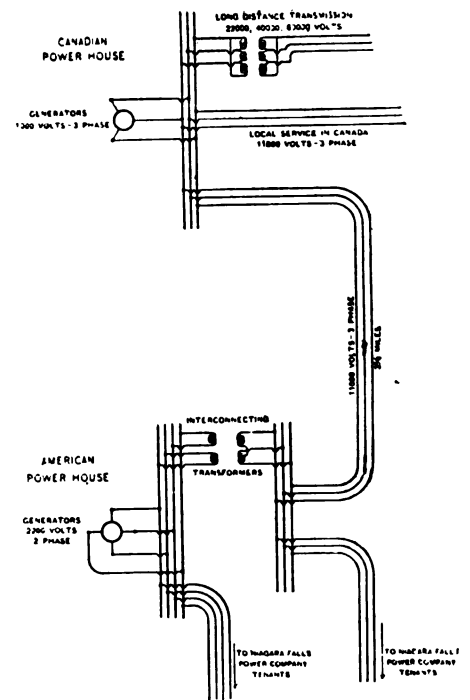 LONG DISTANCE TRANSMISSION
22000, 40000, 60000 VOLTS
CANADIAN
POWER HOUSE
GENERATORS
VOLTS - 3 PHASE
LOCAL SERVICE IN CANADA
11000 VOLTS - 3 PHASE
11000 VOLTS - 3 PHASE
MILES
INTERCONNECTING
TRANSFORMERS
AMERICAN
POWER HOUSE
GENERATORS
2200 VOLTS
2 PHASE
TO NIAGARA FALLS
POWER COMPANY
TENANTS
TO NIAGARA FALLS
POWER COMPANY
TENANTS